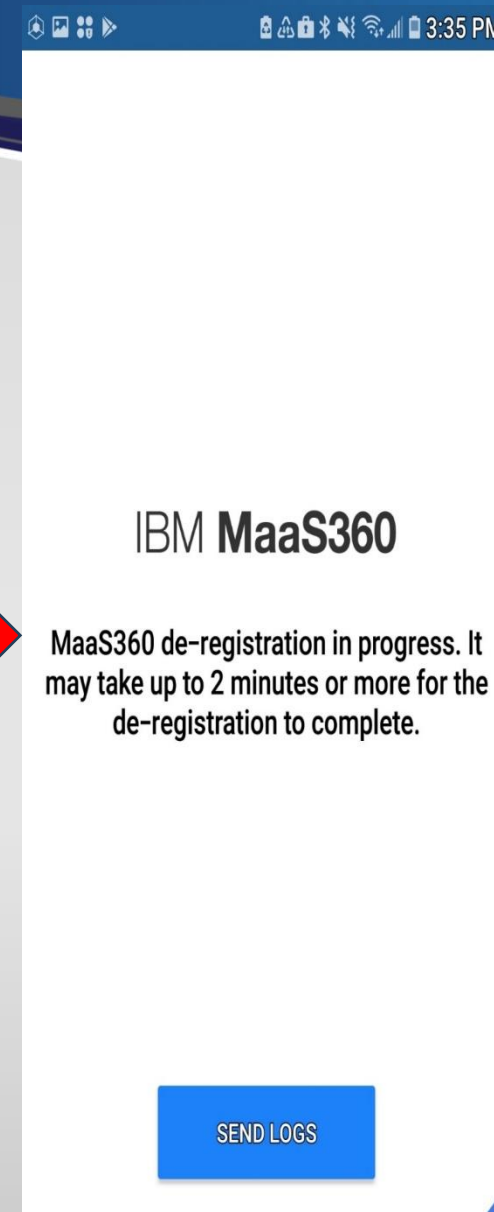 3:35 PM
IBM MaaS360
MaaS360 de-registration in progress. It
may take up to 2 minutes or more for the
de-registration to complete.
SEND LOGS